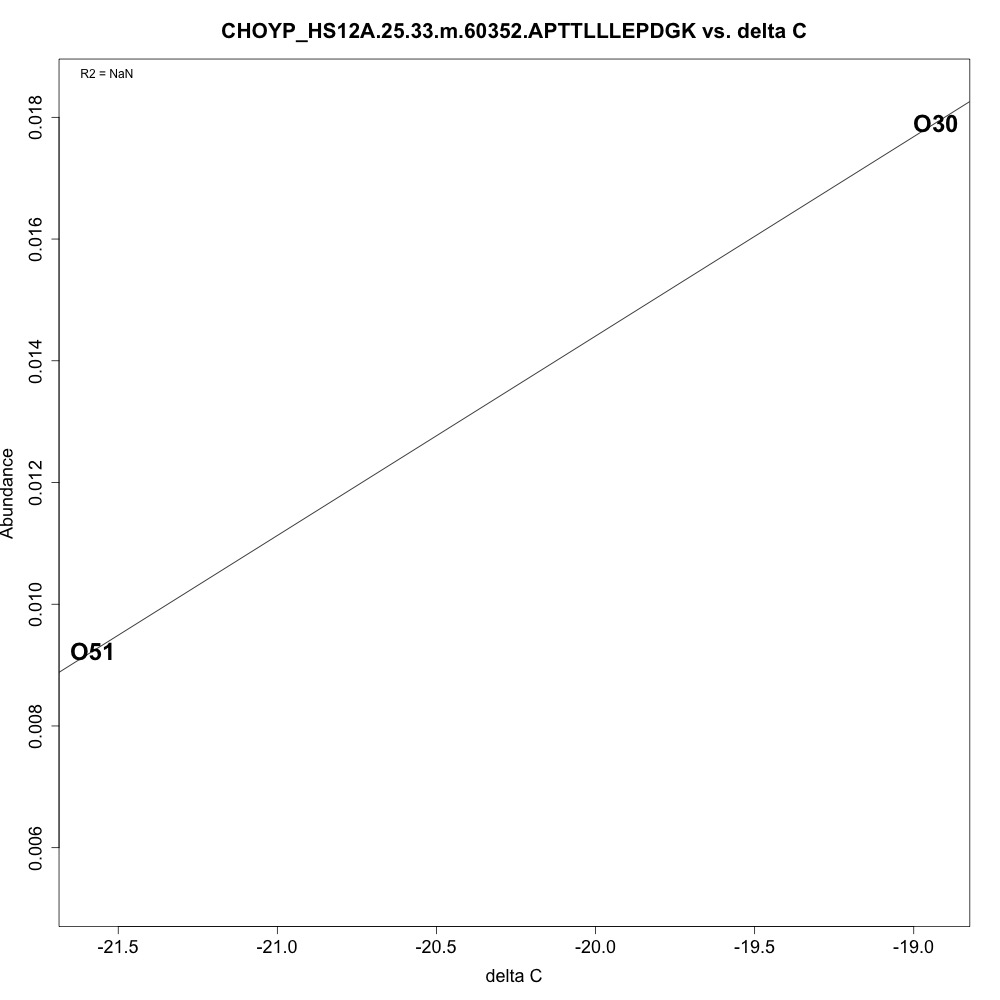 CHOYP_HS12A.25.33.m.60352.APTTLLLEPDGK vs. delta C
R2 = NaN
0.018
0.016
0.014
0.012
0.010
0.008
0.006
Abundance
O30
O51
-21.5 -21.0 -20.5 -20.0 -19.5 -19.0
delta C